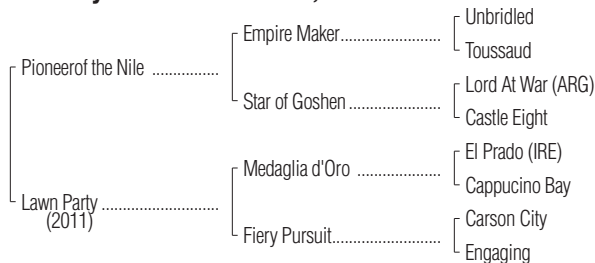 Unbridled
Empire Maker....................
Toussaud
Pioneerof the Nile ................
Lord At War (ARG)
Star of Goshen......................
Castle Eight
El Prado (IRE)
Medaglia d'Oro ....................
Cappucino Bay
Lawn Party ...........................
(2011)
Carson City
Fiery Pursuit.........................
Engaging